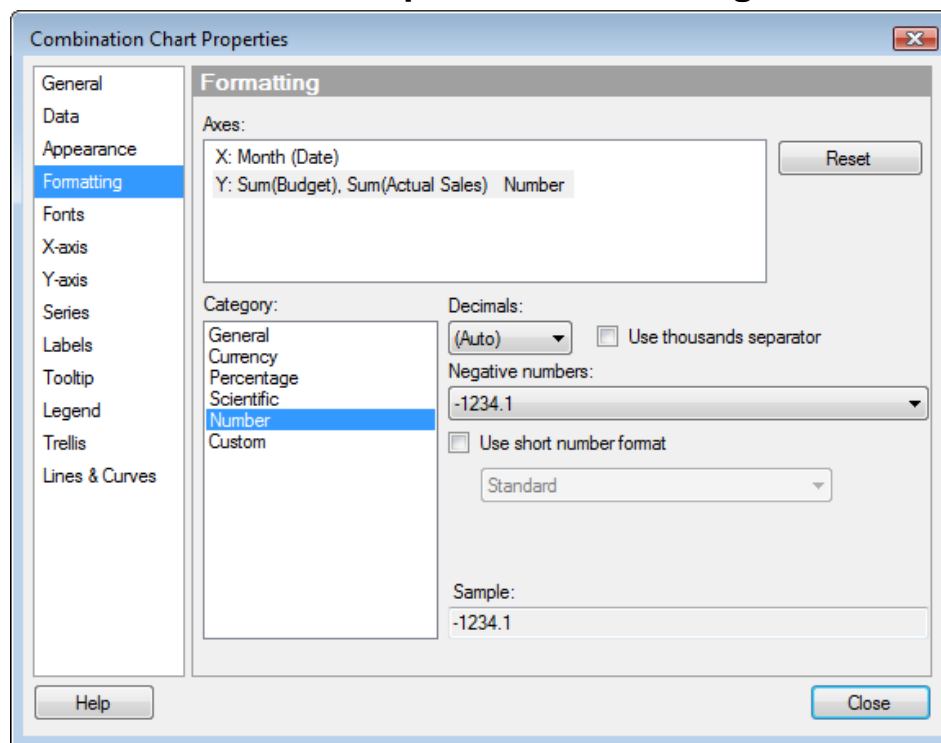 Combination Chart Properties
General
Data
Appearance
Formatting
Fonts
X-axis
Y-axis
Series
Labels
Tooltip
Legend
Trellis
Lines & Curves
Formatting
Axes:
X: Month (Date)
Y: Sum(Budget), Sum(Actual Sales) Number
Reset
Category:
General
Currency
Percentage
Scientific
Number
Custom
Decimals:
(Auto)
Use thousands separator
Negative numbers:
-1234.1
Use short number format
Standard
Sample:
-1234.1
Help
Close